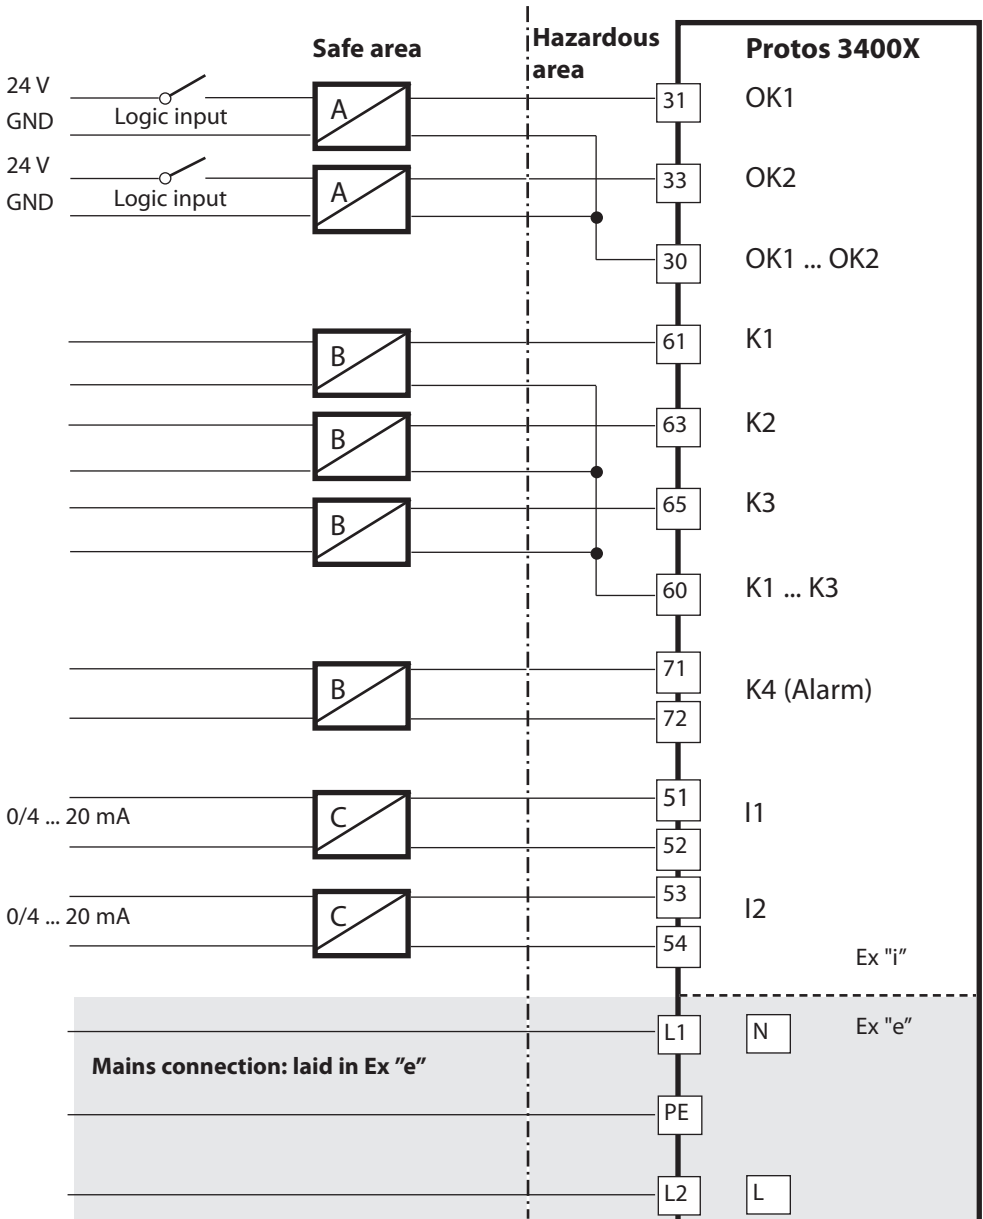 Safe area
Hazardous
area
Protos 3400X
24 V
Logic input
GND
A
31
OK1
24 V
Logic input
GND
A
33
OK2
30
OK1 ... OK2
B
61
K1
B
63
K2
B
65
K3
60
K1 ... K3
B
71
72
K4 (Alarm)
0/4 ... 20 mA
C
51
52
I1
0/4 ... 20 mA
C
53
54
I2
Ex "i”
L1
N
Ex "e”
Mains connection: laid in Ex ”e”
PE
L2
L